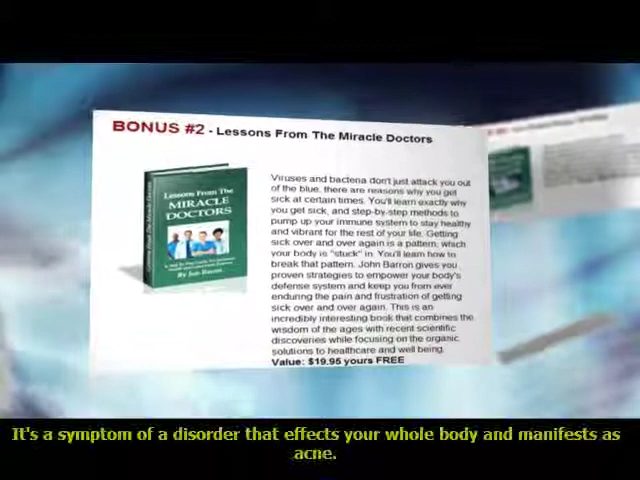 BONUS #2 - Lessons From The Miracle Doctors
Lessons From The
MIRACLE
DOCTORS
By Jon Barron
Viruses and bacteria don't just attack you out
of the blue, there are reasons why you get
sick at certain times. You'll learn exactly why
you get sick, and step-by-step methods to
pump up your immune system to stay healthy
and vibrant for the rest of your life. Getting
sick over and over again is a pattern, which
your body is "stuck" in. You'll learn how to
break that pattern. John Barron gives you
proven strategies to empower your body's
defense system and keep you from ever
enduring the pain and frustration of getting
sick over and over again. This is an
incredibly interesting book that combines the
wisdom of the ages with recent scientific
discoveries while focusing on the organic
solutions to healthcare and well being.
Value: $19.95 yours FREE
It's a symptom of a disorder that effects your whole body and manifests as
acne.